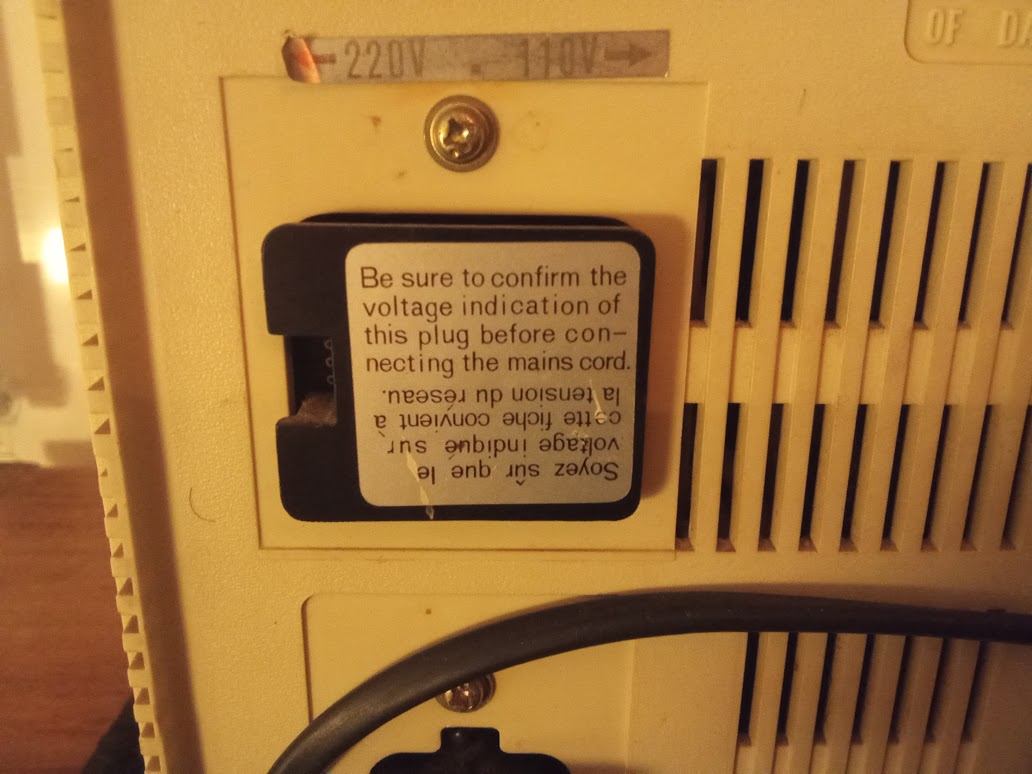 OF DA
←220V . 110V→
Be sure to confirm the
voltage indication of
this plug before con-
necting the mains cord.
Soyez sûr que le
voltage indiqué sur
cette fiche convient à
la tension du réseau.